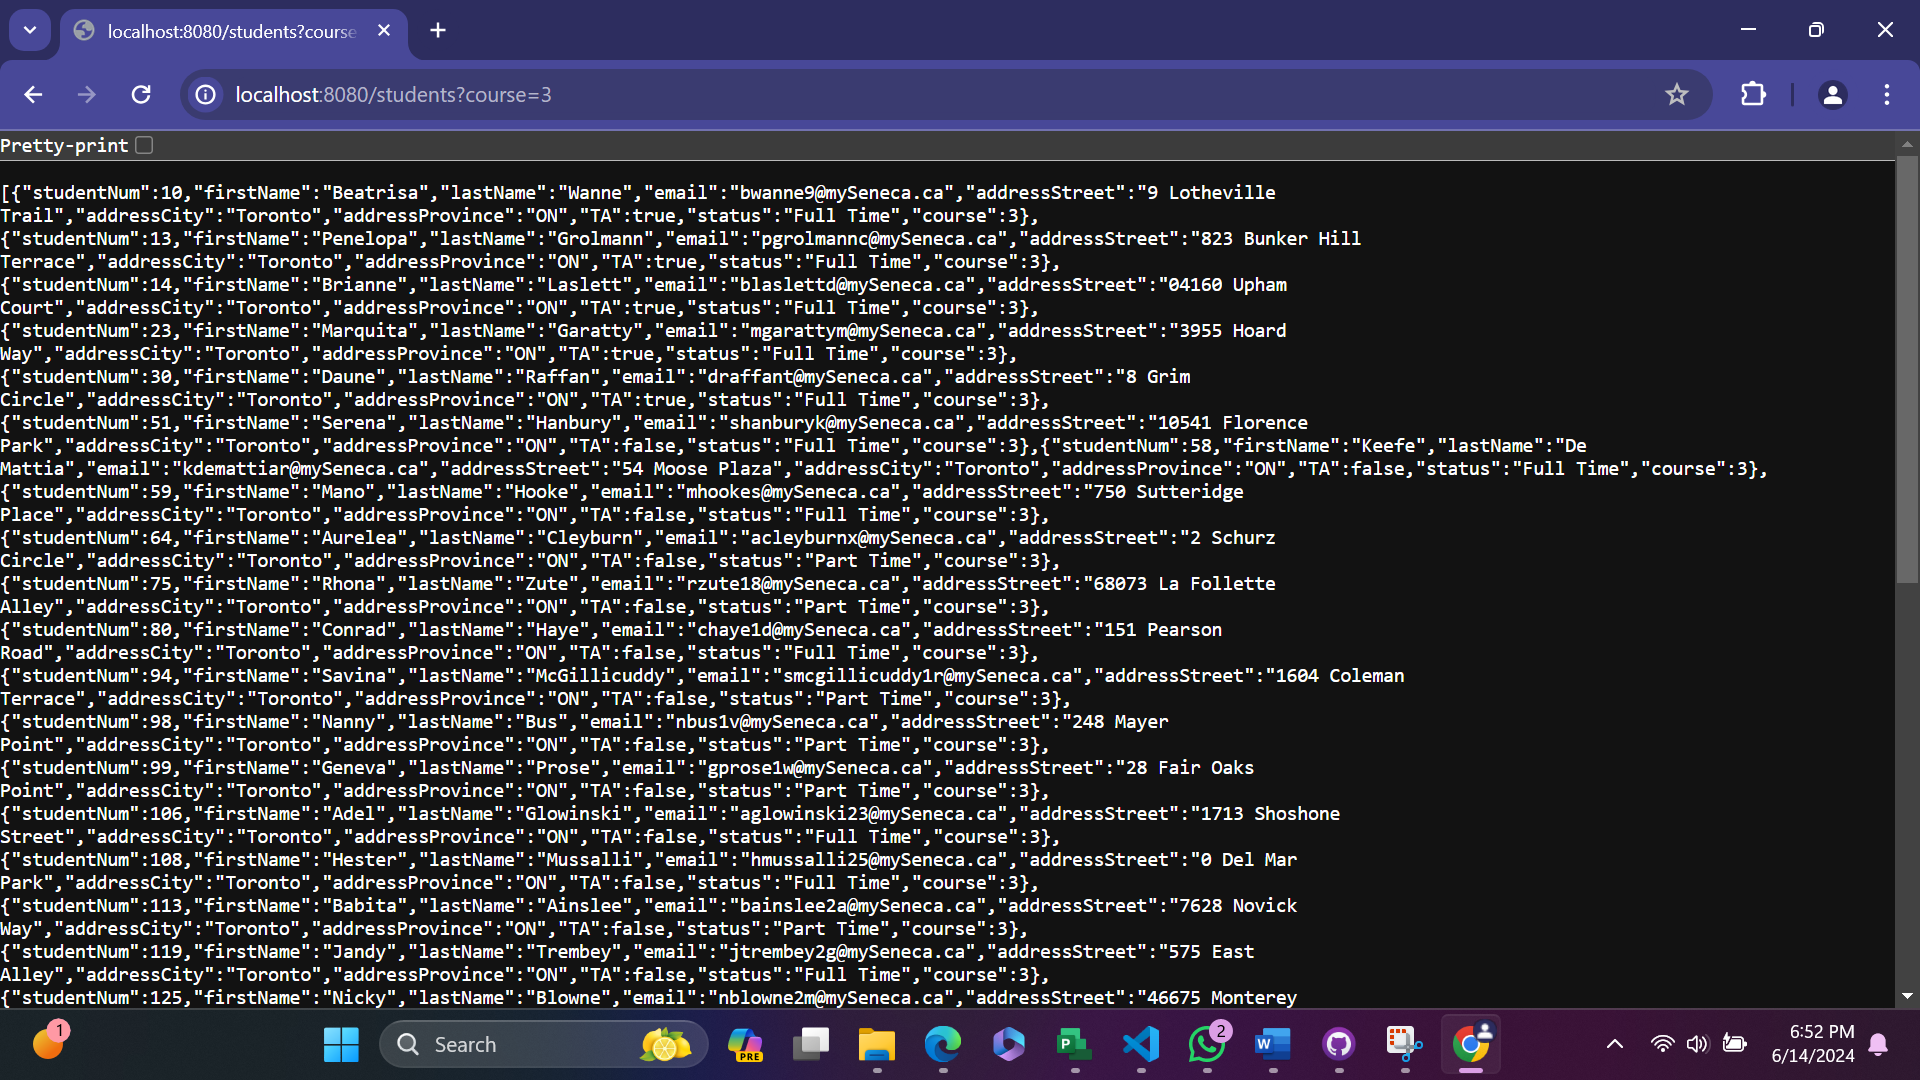 localhost:8080/students?course
localhost:8080/students?course=3
Pretty-print
[{"studentNum":10,"firstName":"Beatrisa","lastName":"Wanne","email":"bwanne9@mySeneca.ca","addressStreet":"9 Lotheville
Trail","addressCity":"Toronto","addressProvince":"ON","TA":true,"status":"Full Time","course":3},
{"studentNum":13,"firstName":"Penelopa","lastName":"Grolmann","email":"pgrolmannc@mySeneca.ca","addressStreet":"823 Bunker Hill
Terrace","addressCity":"Toronto","addressProvince":"ON","TA":true,"status":"Full Time","course":3},
{"studentNum":14,"firstName":"Brianne","lastName":"Laslett","email":"blaslettd@mySeneca.ca","addressStreet":"04160 Upham
Court","addressCity":"Toronto","addressProvince":"ON","TA":true,"status":"Full Time","course":3},
{"studentNum":23,"firstName":"Marquita","lastName":"Garatty","email":"mgarattym@mySeneca.ca","addressStreet":"3955 Hoard
Way","addressCity":"Toronto","addressProvince":"ON","TA":true,"status":"Full Time","course":3},
{"studentNum":30,"firstName":"Daune","lastName":"Raffan","email":"draffant@mySeneca.ca","addressStreet":"8 Grim
Circle","addressCity":"Toronto","addressProvince":"ON","TA":true,"status":"Full Time","course":3},
{"studentNum":51,"firstName":"Serena","lastName":"Hanbury","email":"shanburyk@mySeneca.ca","addressStreet":"10541 Florence
Park","addressCity":"Toronto","addressProvince":"ON","TA":false,"status":"Full Time","course":3},{"studentNum":58,"firstName":"Keefe","lastName":"De
Mattia","email":"kdemattiar@mySeneca.ca","addressStreet":"54 Moose Plaza","addressCity":"Toronto","addressProvince":"ON","TA":false,"status":"Full Time","course":3},
{"studentNum":59,"firstName":"Mano","lastName":"Hooke","email":"mhookes@mySeneca.ca","addressStreet":"750 Sutteridge
Place","addressCity":"Toronto","addressProvince":"ON","TA":false,"status":"Full Time","course":3},
{"studentNum":64,"firstName":"Aurelea","lastName":"Cleyburn","email":"acleyburnx@mySeneca.ca","addressStreet":"2 Schurz
Circle","addressCity":"Toronto","addressProvince":"ON","TA":false,"status":"Part Time","course":3},
{"studentNum":75,"firstName":"Rhona","lastName":"Zute","email":"rzute18@mySeneca.ca","addressStreet":"68073 La Follette
Alley","addressCity":"Toronto","addressProvince":"ON","TA":false,"status":"Part Time","course":3},
{"studentNum":80,"firstName":"Conrad","lastName":"Haye","email":"chaye1d@mySeneca.ca","addressStreet":"151 Pearson
Road","addressCity":"Toronto","addressProvince":"ON","TA":false,"status":"Full Time","course":3},
{"studentNum":94,"firstName":"Savina","lastName":"McGillicuddy","email":"smcgillicuddy1r@mySeneca.ca","addressStreet":"1604 Coleman
Terrace","addressCity":"Toronto","addressProvince":"ON","TA":false,"status":"Part Time","course":3},
{"studentNum":98,"firstName":"Nanny","lastName":"Bus","email":"nbus1v@mySeneca.ca","addressStreet":"248 Mayer
Point","addressCity":"Toronto","addressProvince":"ON","TA":false,"status":"Part Time","course":3},
{"studentNum":99,"firstName":"Geneva","lastName":"Prose","email":"gprose1w@mySeneca.ca","addressStreet":"28 Fair Oaks
Point","addressCity":"Toronto","addressProvince":"ON","TA":false,"status":"Part Time","course":3},
{"studentNum":106,"firstName":"Adel","lastName":"Glowinski","email":"aglowinski23@mySeneca.ca","addressStreet":"1713 Shoshone
Street","addressCity":"Toronto","addressProvince":"ON","TA":false,"status":"Full Time","course":3},
{"studentNum":108,"firstName":"Hester","lastName":"Mussalli","email":"hmussalli25@mySeneca.ca","addressStreet":"0 Del Mar
Park","addressCity":"Toronto","addressProvince":"ON","TA":false,"status":"Full Time","course":3},
{"studentNum":113,"firstName":"Babita","lastName":"Ainslee","email":"bainslee2a@mySeneca.ca","addressStreet":"7628 Novick
Way","addressCity":"Toronto","addressProvince":"ON","TA":false,"status":"Part Time","course":3},
{"studentNum":119,"firstName":"Jandy","lastName":"Trembey","email":"jtrembey2g@mySeneca.ca","addressStreet":"575 East
Alley","addressCity":"Toronto","addressProvince":"ON","TA":false,"status":"Full Time","course":3},
{"studentNum":125,"firstName":"Nicky","lastName":"Blowne","email":"nblowne2m@mySeneca.ca","addressStreet":"46675 Monterey
1
Search
PRE
P
2
W
6:52 PM
6/14/2024